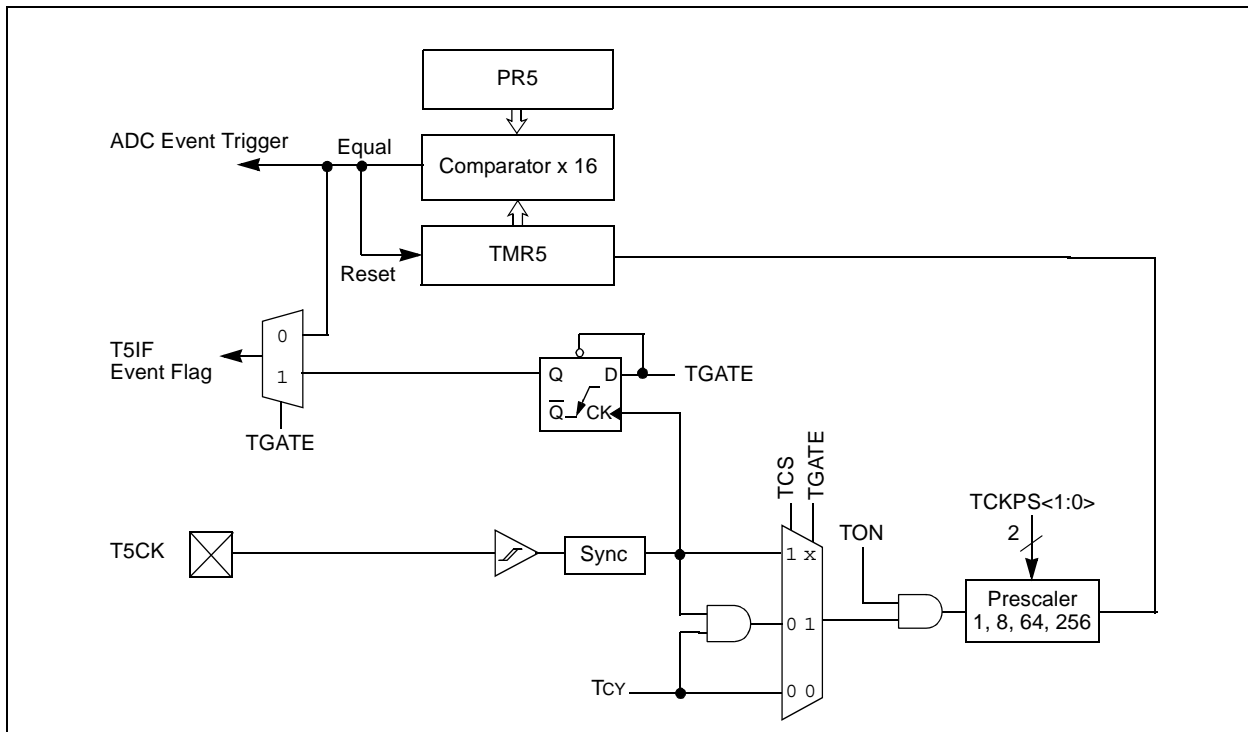 PR5
ADC Event Trigger
Equal
Comparator x 16
TMR5
Reset
0
T5IF
Event Flag
1
TGATE
Q
D
TGATE
Q
CK
TCS
TGATE
TCKPS<1:0>
2
T5CK
Sync
1 x
TON
Prescaler
1, 8, 64, 256
0 1
TCY
0 0